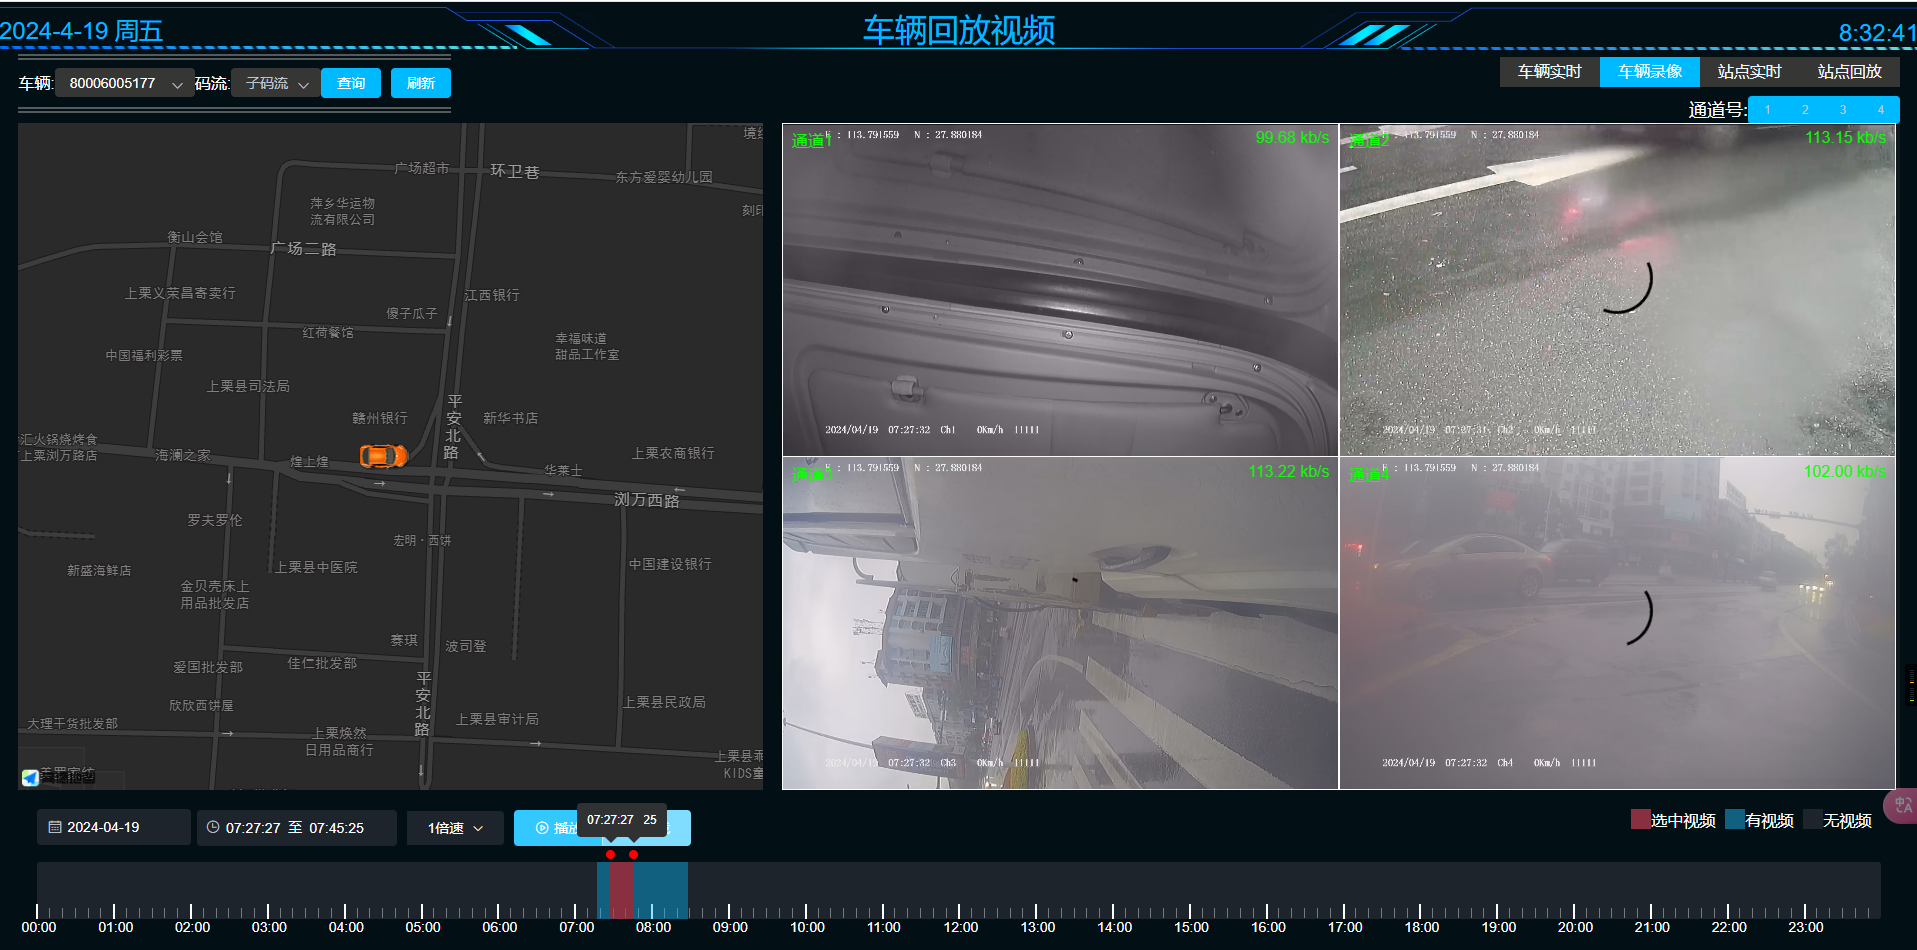 2024-4-19 周五
车辆回放视频
8:32:41
车辆: 80006005177 码流: 子码流 查询 刷新
车辆实时 车辆录像 站点实时 站点回放
通道号: 1 2 3 4
广场超市
环卫巷
东方爱婴幼儿园
萍乡华运物
流有限公司
刻印
衡山会馆
广场二路
上栗义荣昌寄卖行
江西银行
傻子瓜子
红荷餐馆
幸福味道
甜品工作室
中国福利彩票
上栗县司法局
赣州银行
平安北路
新华书店
汇火锅烧烤食
上栗浏万路店
海澜之家
煌上煌
华莱士
上栗农商银行
浏万西路
罗夫罗伦
宏明·西饼
新盛海鲜店
上栗县中医院
中国建设银行
金贝壳床上
用品批发店
赛琪
波司登
爱国批发部
佳仁批发部
平安北路
欣欣西饼屋
上栗县民政局
大理干货批发部
上栗焕然
日用品商行
上栗县审计局
上栗县乖
KIDS童
通道1 E : 113.791559 N : 27.880184 99.68 kb/s
2024/04/19 07:27:32 Ch1 0Km/h 11111
通道2 E : 113.791559 N : 27.880184 113.15 kb/s
2024/04/19 07:27:31 Ch2 0Km/h 11111
通道3 E : 113.791559 N : 27.880184 113.22 kb/s
2024/04/19 07:27:32 Ch3 0Km/h 11111
通道4 E : 113.791559 N : 27.880184 102.00 kb/s
2024/04/19 07:27:32 Ch4 0Km/h 11111
2024-04-19 07:27:27 至 07:45:25 1倍速 播放
07:27:27 25
选中视频 有视频 无视频
00:00 01:00 02:00 03:00 04:00 05:00 06:00 07:00 08:00 09:00 10:00 11:00 12:00 13:00 14:00 15:00 16:00 17:00 18:00 19:00 20:00 21:00 22:00 23:00